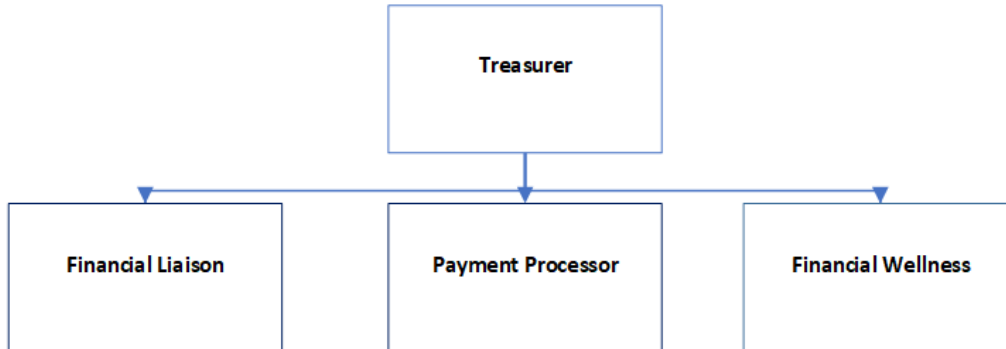 Treasurer
Financial Liaison
Payment Processor
Financial Wellness